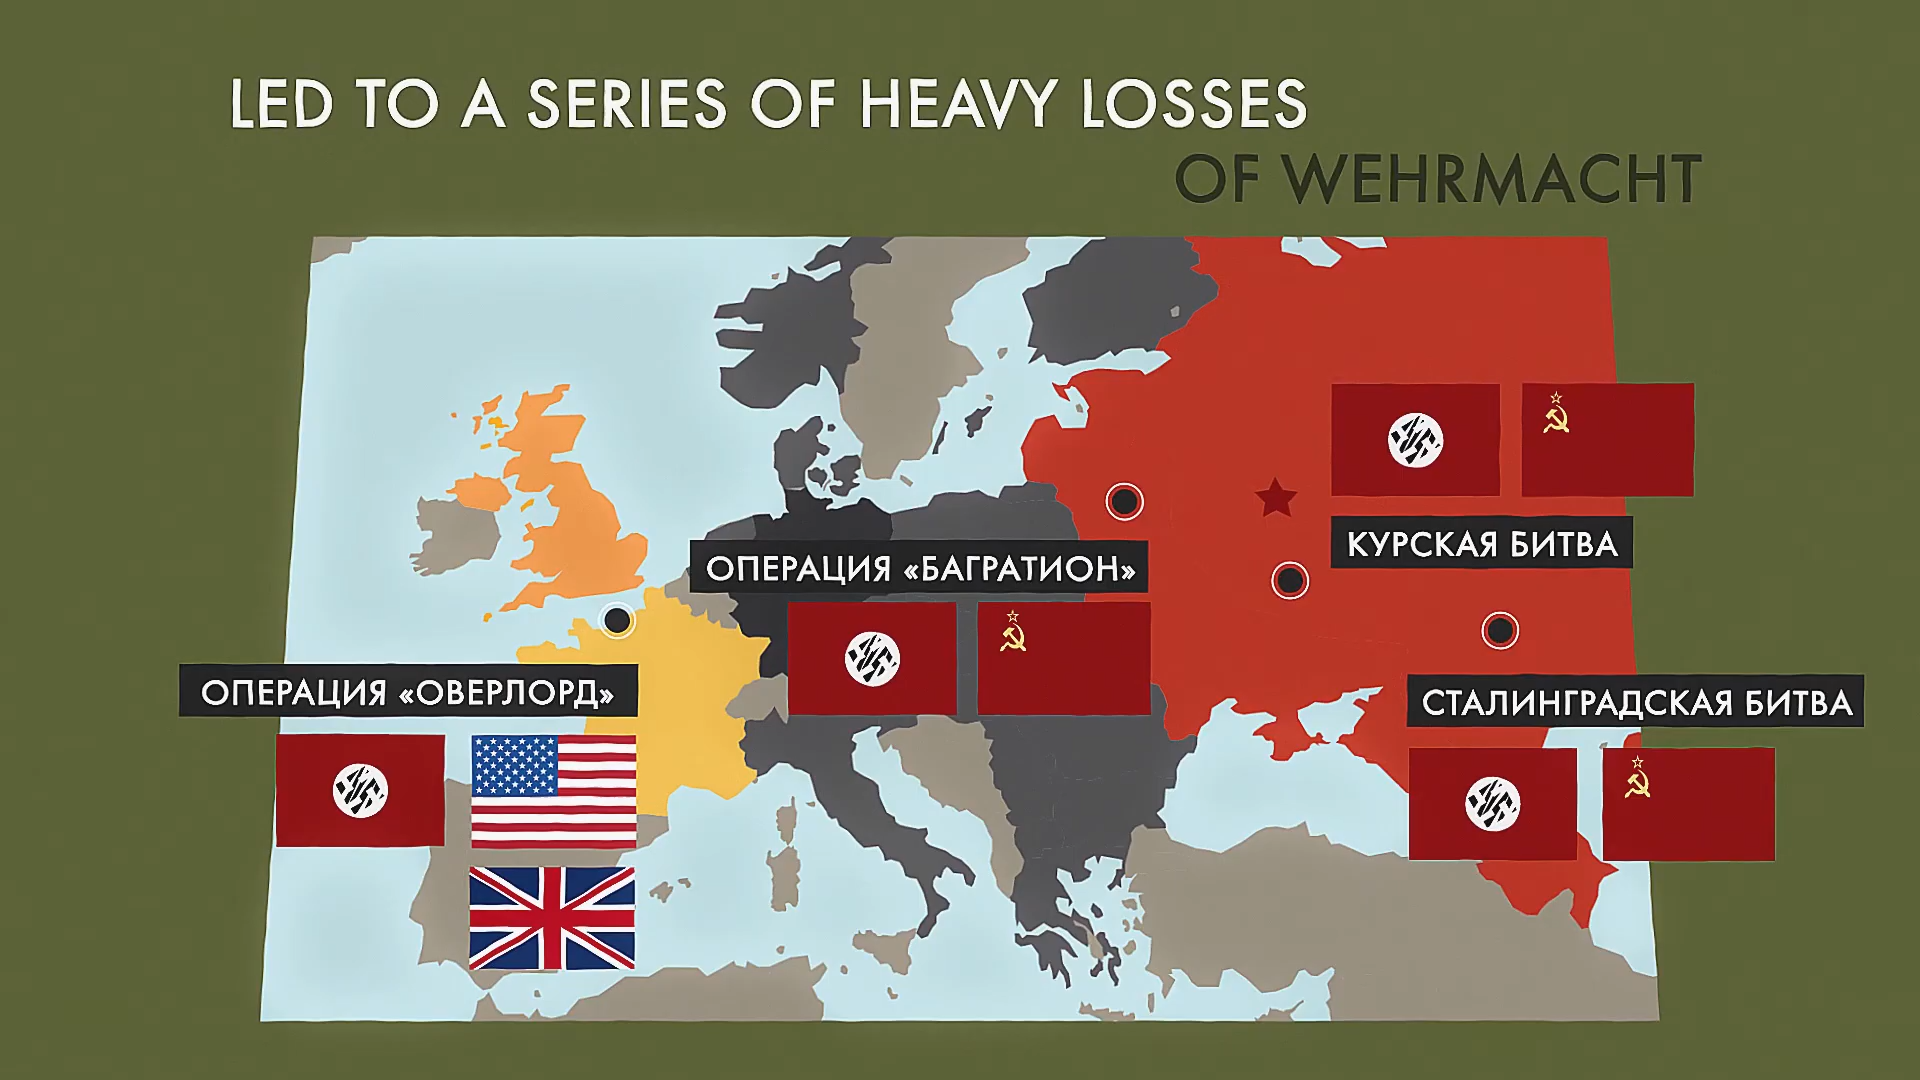 LED TO A SERIES OF HEAVY LOSSES
OF WEHRMACHT
КУРСКАЯ БИТВА
ОПЕРАЦИЯ «БАГРАТИОН»
ОПЕРАЦИЯ «ОВЕРЛОРД»
СТАЛИНГРАДСКАЯ БИТВА